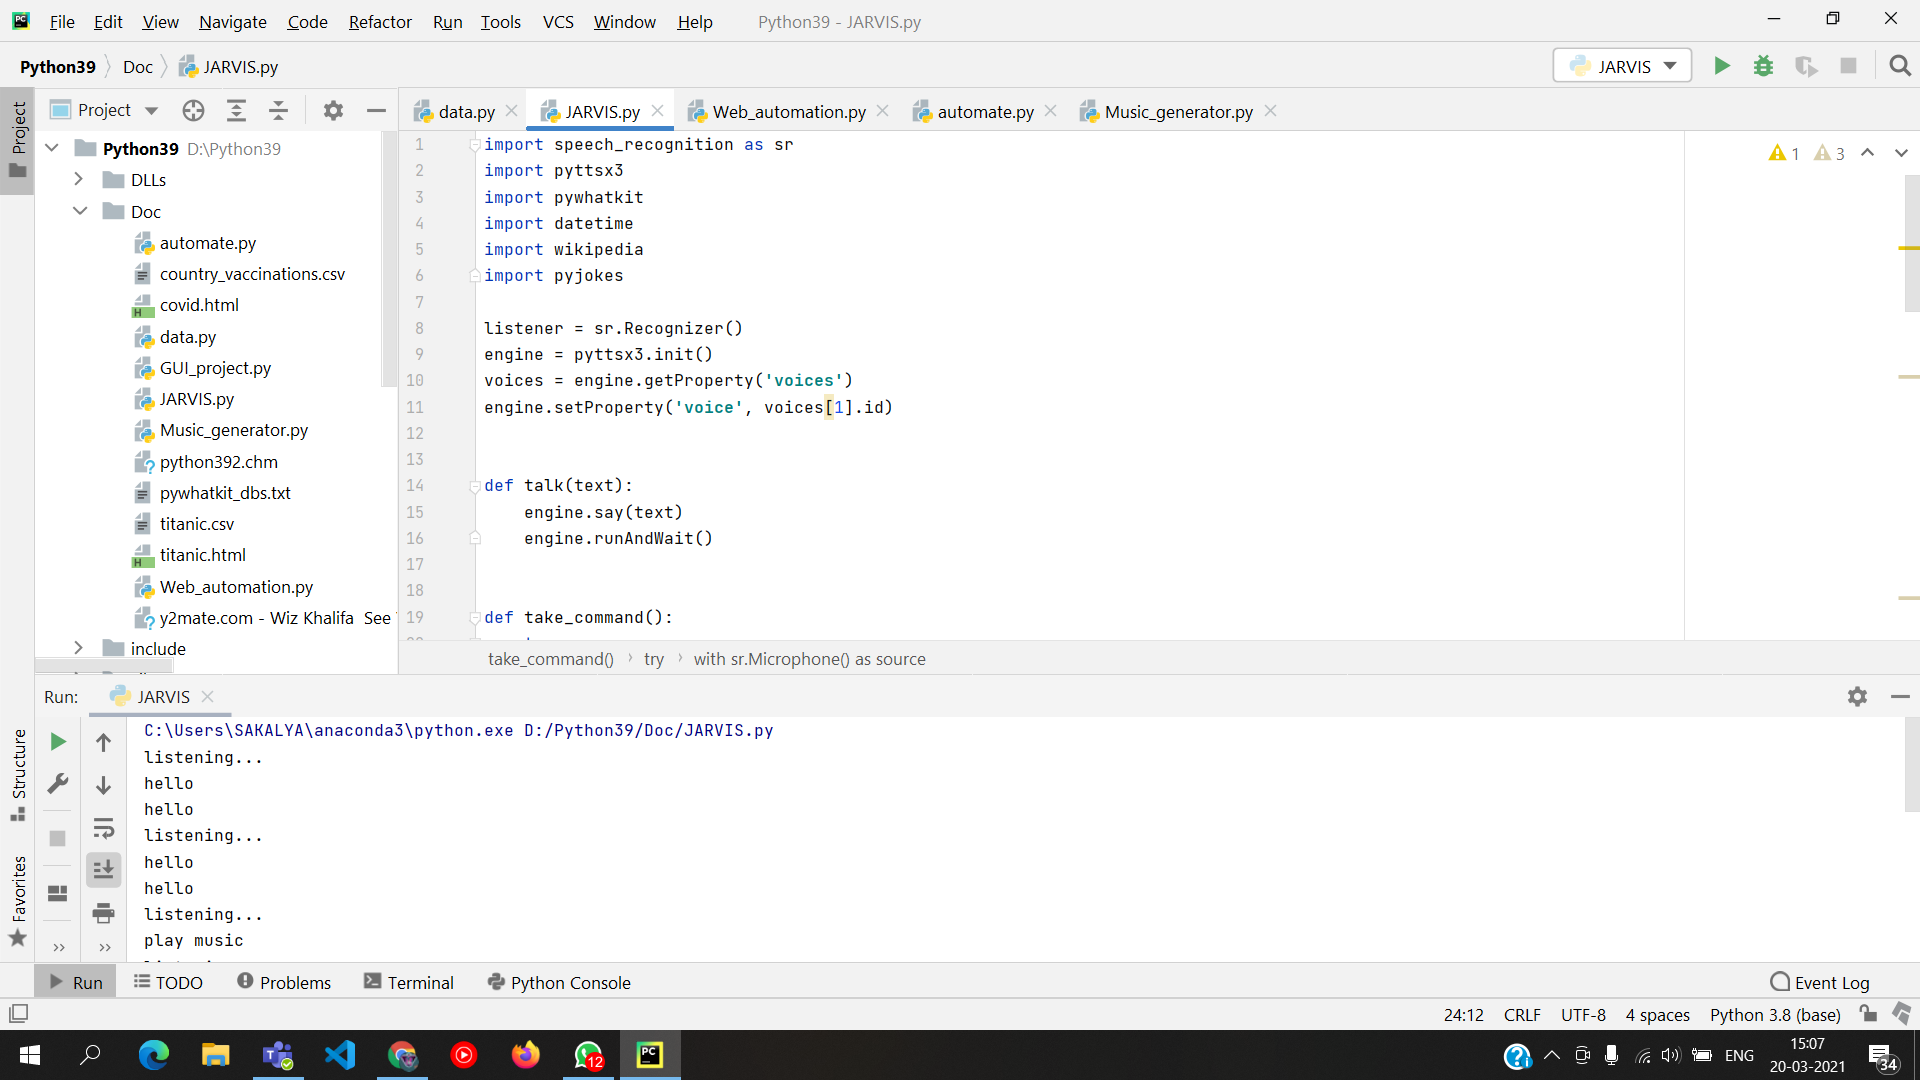 File Edit View Navigate Code Refactor Run Tools VCS Window Help Python39 - JARVIS.py
Python39 Doc JARVIS.py JARVIS
Project
Project
data.py JARVIS.py Web_automation.py automate.py Music_generator.py
Python39 D:\Python39
DLLs
Doc
automate.py
country_vaccinations.csv
covid.html
data.py
GUI_project.py
JARVIS.py
Music_generator.py
python392.chm
pywhatkit_dbs.txt
titanic.csv
titanic.html
Web_automation.py
y2mate.com - Wiz Khalifa See
include
1 import speech_recognition as sr
2 import pyttsx3
3 import pywhatkit
4 import datetime
5 import wikipedia
6 import pyjokes
7
8 listener = sr.Recognizer()
9 engine = pyttsx3.init()
10 voices = engine.getProperty('voices')
11 engine.setProperty('voice', voices[1].id)
12
13
14 def talk(text):
15 engine.say(text)
16 engine.runAndWait()
17
18
19 def take_command():
1 3
take_command() › try › with sr.Microphone() as source
Run: JARVIS
C:\Users\SAKALYA\anaconda3\python.exe D:/Python39/Doc/JARVIS.py
listening...
hello
hello
listening...
hello
hello
listening...
play music
Structure
Favorites
Run TODO Problems Terminal Python Console Event Log
24:12 CRLF UTF-8 4 spaces Python 3.8 (base)
12
PC
ENG
15:07
20-03-2021
34